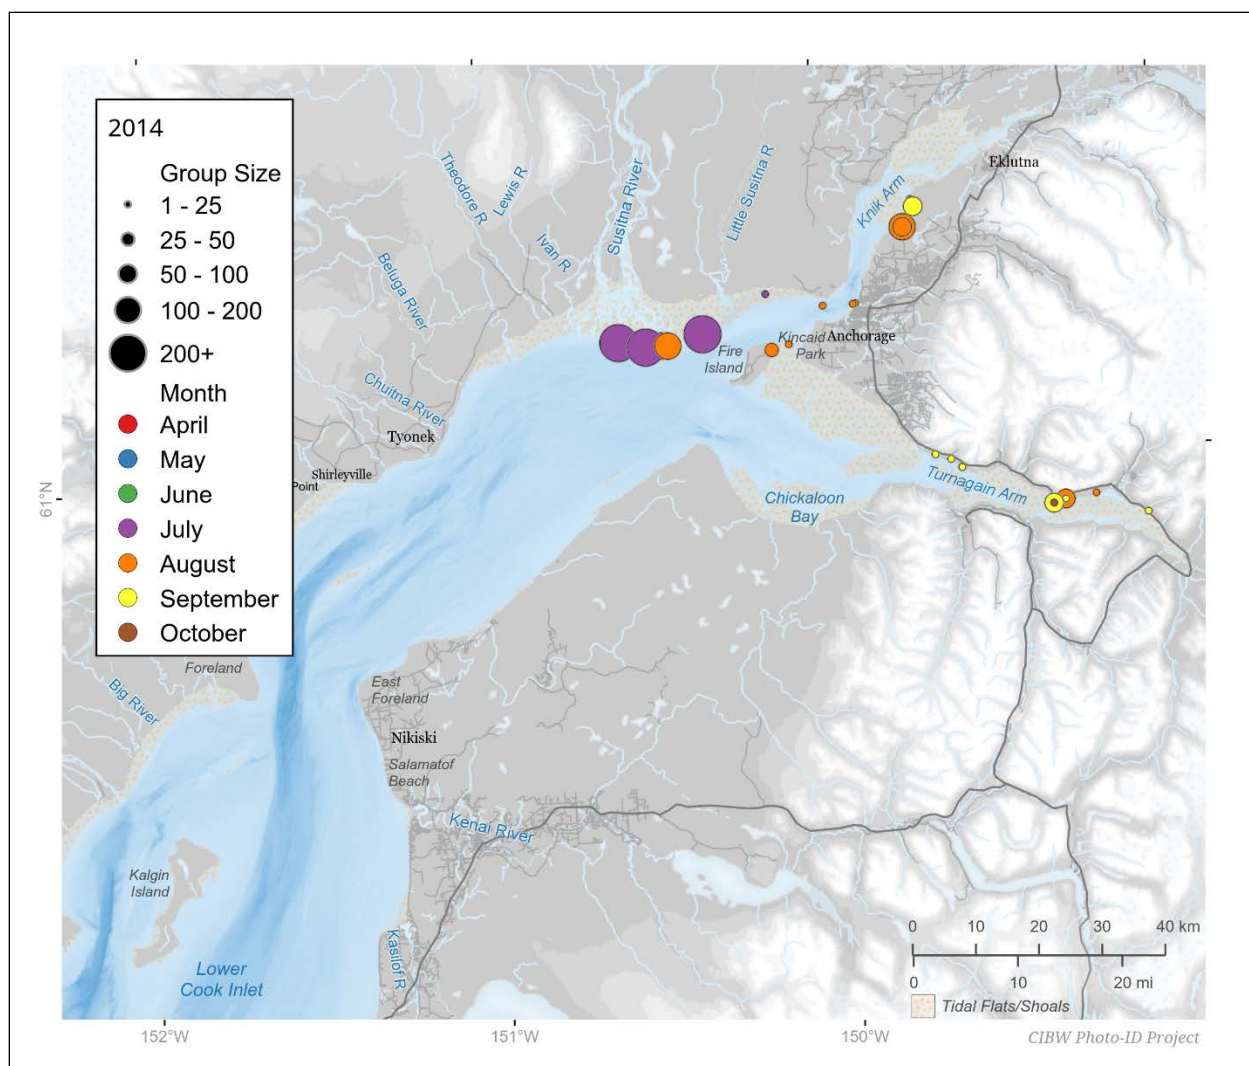 2014
Group Size
1 - 25
25 - 50
50 - 100
100 - 200
200+
Month
April
May
June
July
August
September
October
Theodore R
Lewis R
Ivan R
Susitna River
Little Susitna R
Knik Arm
Eklutna
Beluga River
Chuitna River
Fire
Island
Kincaid
Park
Anchorage
Tyonek
Shirleyville
Point
Turnagain Arm
Chickaloon
Bay
61°N
Foreland
Big River
East
Foreland
Nikiski
Salamatof
Beach
Kenai River
Kalgin
Island
Kasilof R
Lower
Cook Inlet
0 10 20 30 40 km
0 10 20 mi
Tidal Flats/Shoals
152°W
151°W
150°W
CIBW Photo-ID Project